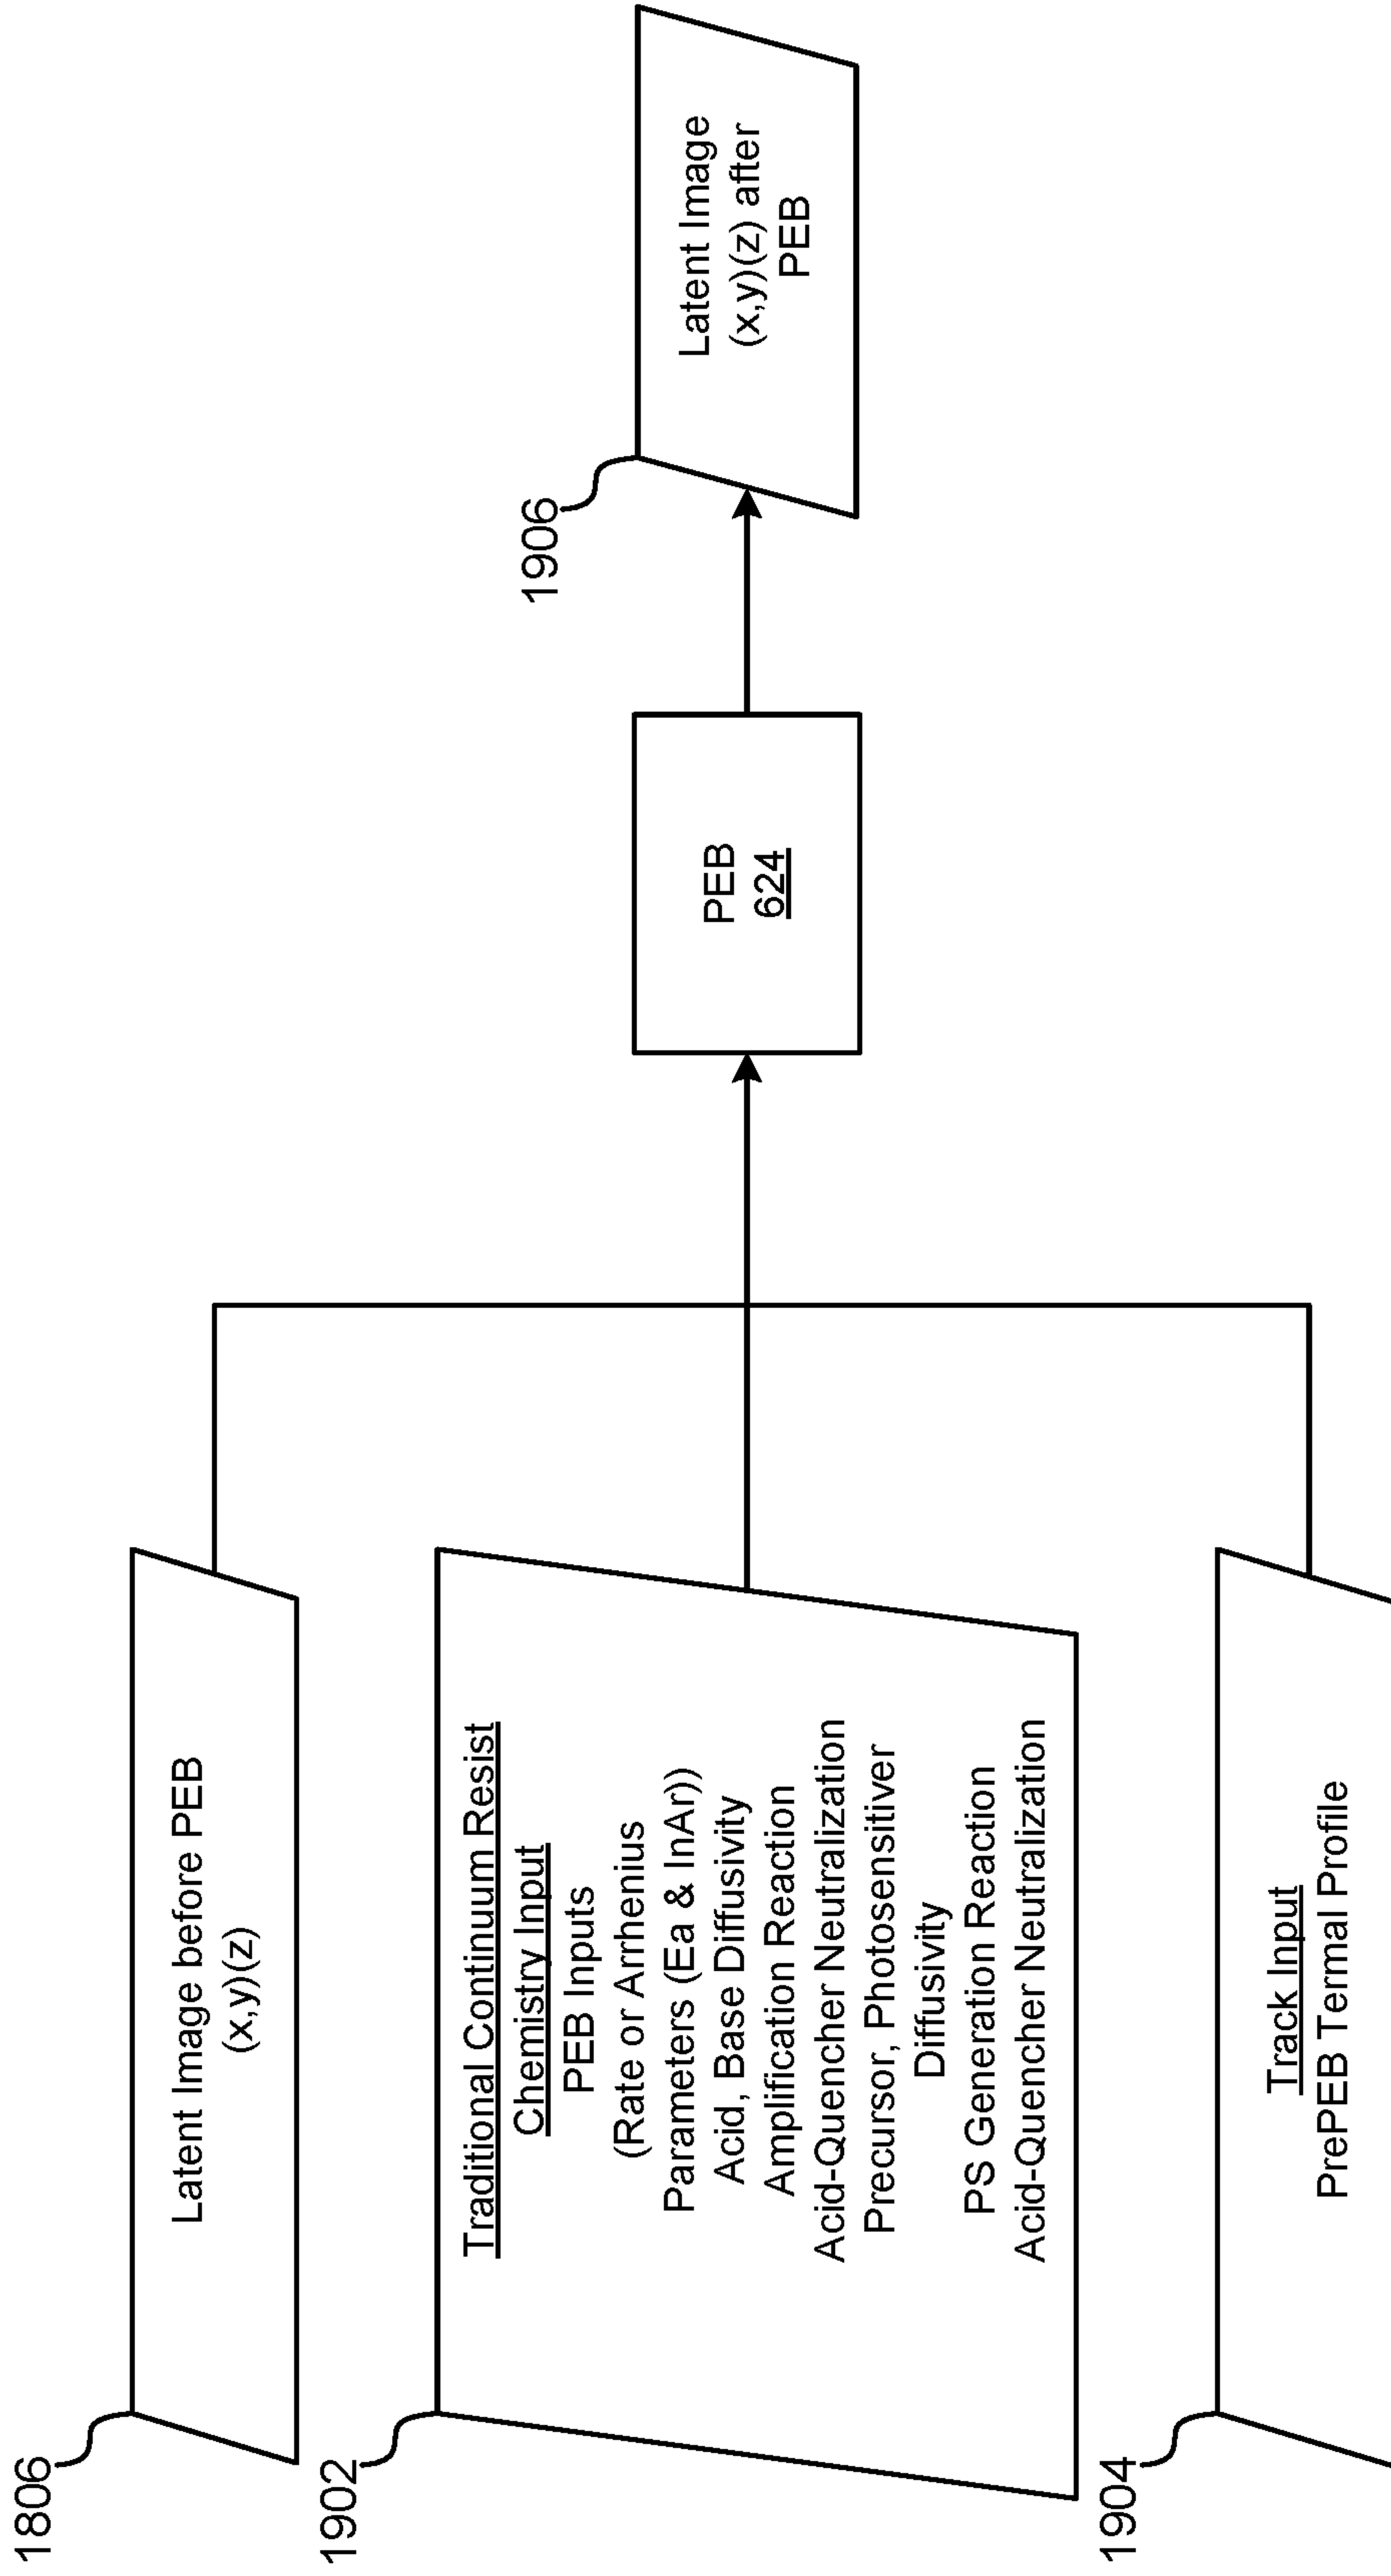 1806
Latent Image before PEB
(x,y)(z)
1902
Traditional Continuum Resist
Chemistry Input
PEB Inputs
(Rate or Arrhenius
Parameters (Ea & InAr))
Acid, Base Diffusivity
Amplification Reaction
Acid-Quencher Neutralization
Precursor, Photosensitiver
Diffusivity
PS Generation Reaction
Acid-Quencher Neutralization
1904
Track Input
PrePEB Termal Profile
PEB
624
1906
Latent Image
(x,y)(z) after
PEB